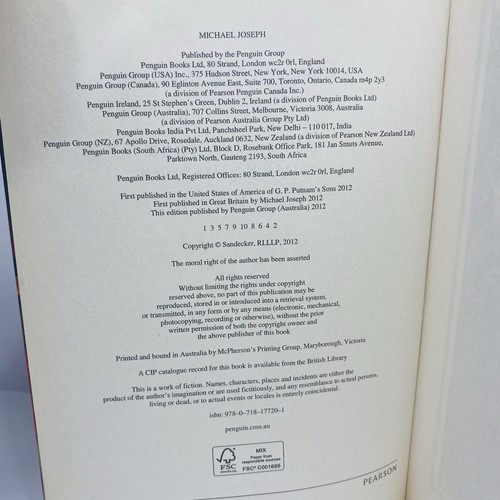 MICHAEL JOSEPH
Published by the Penguin Group
Penguin Books Ltd, 80 Strand, London wc2r 0rl, England
Penguin Group (USA) Inc., 375 Hudson Street, New York, New York 10014, USA
Penguin Group (Canada), 90 Eglinton Avenue East, Suite 700, Toronto, Ontario, Canada m4p 2y3
(a division of Pearson Penguin Canada Inc.)
Penguin Ireland, 25 St Stephen's Green, Dublin 2, Ireland (a division of Penguin Books Ltd)
Penguin Group (Australia), 707 Collins Street, Melbourne, Victoria 3008, Australia
(a division of Pearson Australia Group Pty Ltd)
Penguin Books India Pvt Ltd, Panchsheel Park, New Delhi – 110 017, India
Penguin Group (NZ), 67 Apollo Drive, Rosedale, Auckland 0632, New Zealand (a division of Pearson New Zealand Ltd)
Penguin Books (South Africa) (Pty) Ltd, Block D, Rosebank Office Park, 181 Jan Smuts Avenue,
Parktown North, Gauteng 2193, South Africa
Penguin Books Ltd, Registered Offices: 80 Strand, London wc2r 0rl, England
First published in the United States of America of G. P. Putnam's Sons 2012
First published in Great Britain by Michael Joseph 2012
This edition published by Penguin Group (Australia) 2012
1 3 5 7 9 10 8 6 4 2
Copyright © Sandecker, RLLLP, 2012
The moral right of the author has been asserted
All rights reserved
Without limiting the rights under copyright
reserved above, no part of this publication may be
reproduced, stored in or introduced into a retrieval system,
or transmitted, in any form or by any means (electronic, mechanical,
photocopying, recording or otherwise), without the prior
written permission of both the copyright owner and
the above publisher of this book
Printed and bound in Australia by McPherson's Printing Group, Maryborough, Victoria
A CIP catalogue record for this book is available from the British Library
This is a work of fiction. Names, characters, places and incidents are either the
product of the author's imagination or are used fictitiously, and any resemblance to actual persons,
living or dead, or to actual events or locales is entirely coincidental.
isbn: 978-0-718-17720-1
penguin.com.au
FSC
MIX
Paper from
responsible sources
FSC® C001695
PEARSON